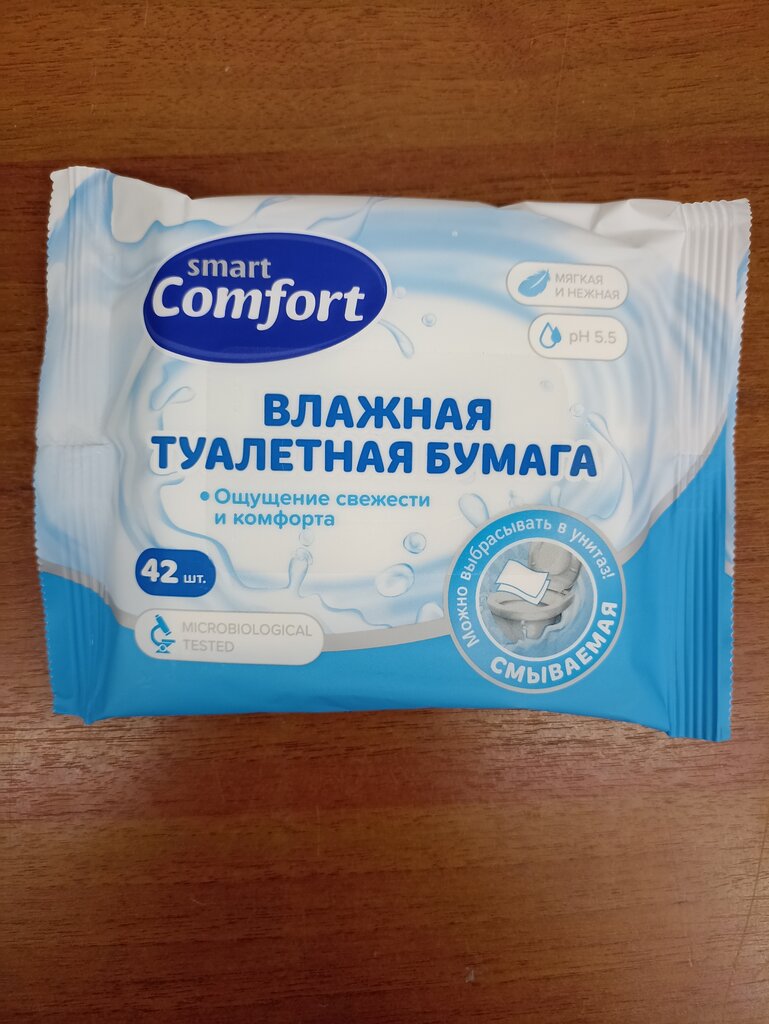 smart
Comfort
МЯГКАЯ
И НЕЖНАЯ
pH 5.5
ВЛАЖНАЯ
ТУАЛЕТНАЯ БУМАГА
• Ощущение свежести
и комфорта
42 шт.
Можно выбрасывать в унитаз!
СМЫВАЕМАЯ
MICROBIOLOGICAL
TESTED